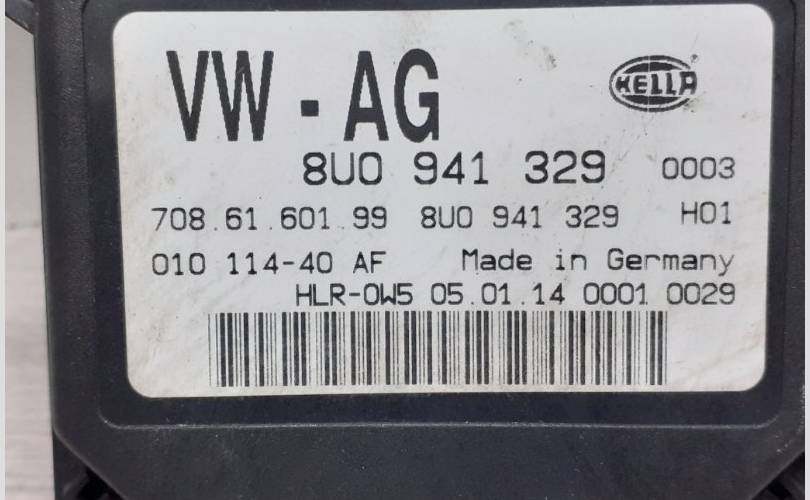 VW - AG
HELLA
8U0 941 329 0003
708.61.601.99 8U0 941 329 H01
010 114-40 AF Made in Germany
HLR-0W5 05.01.14 0001 0029